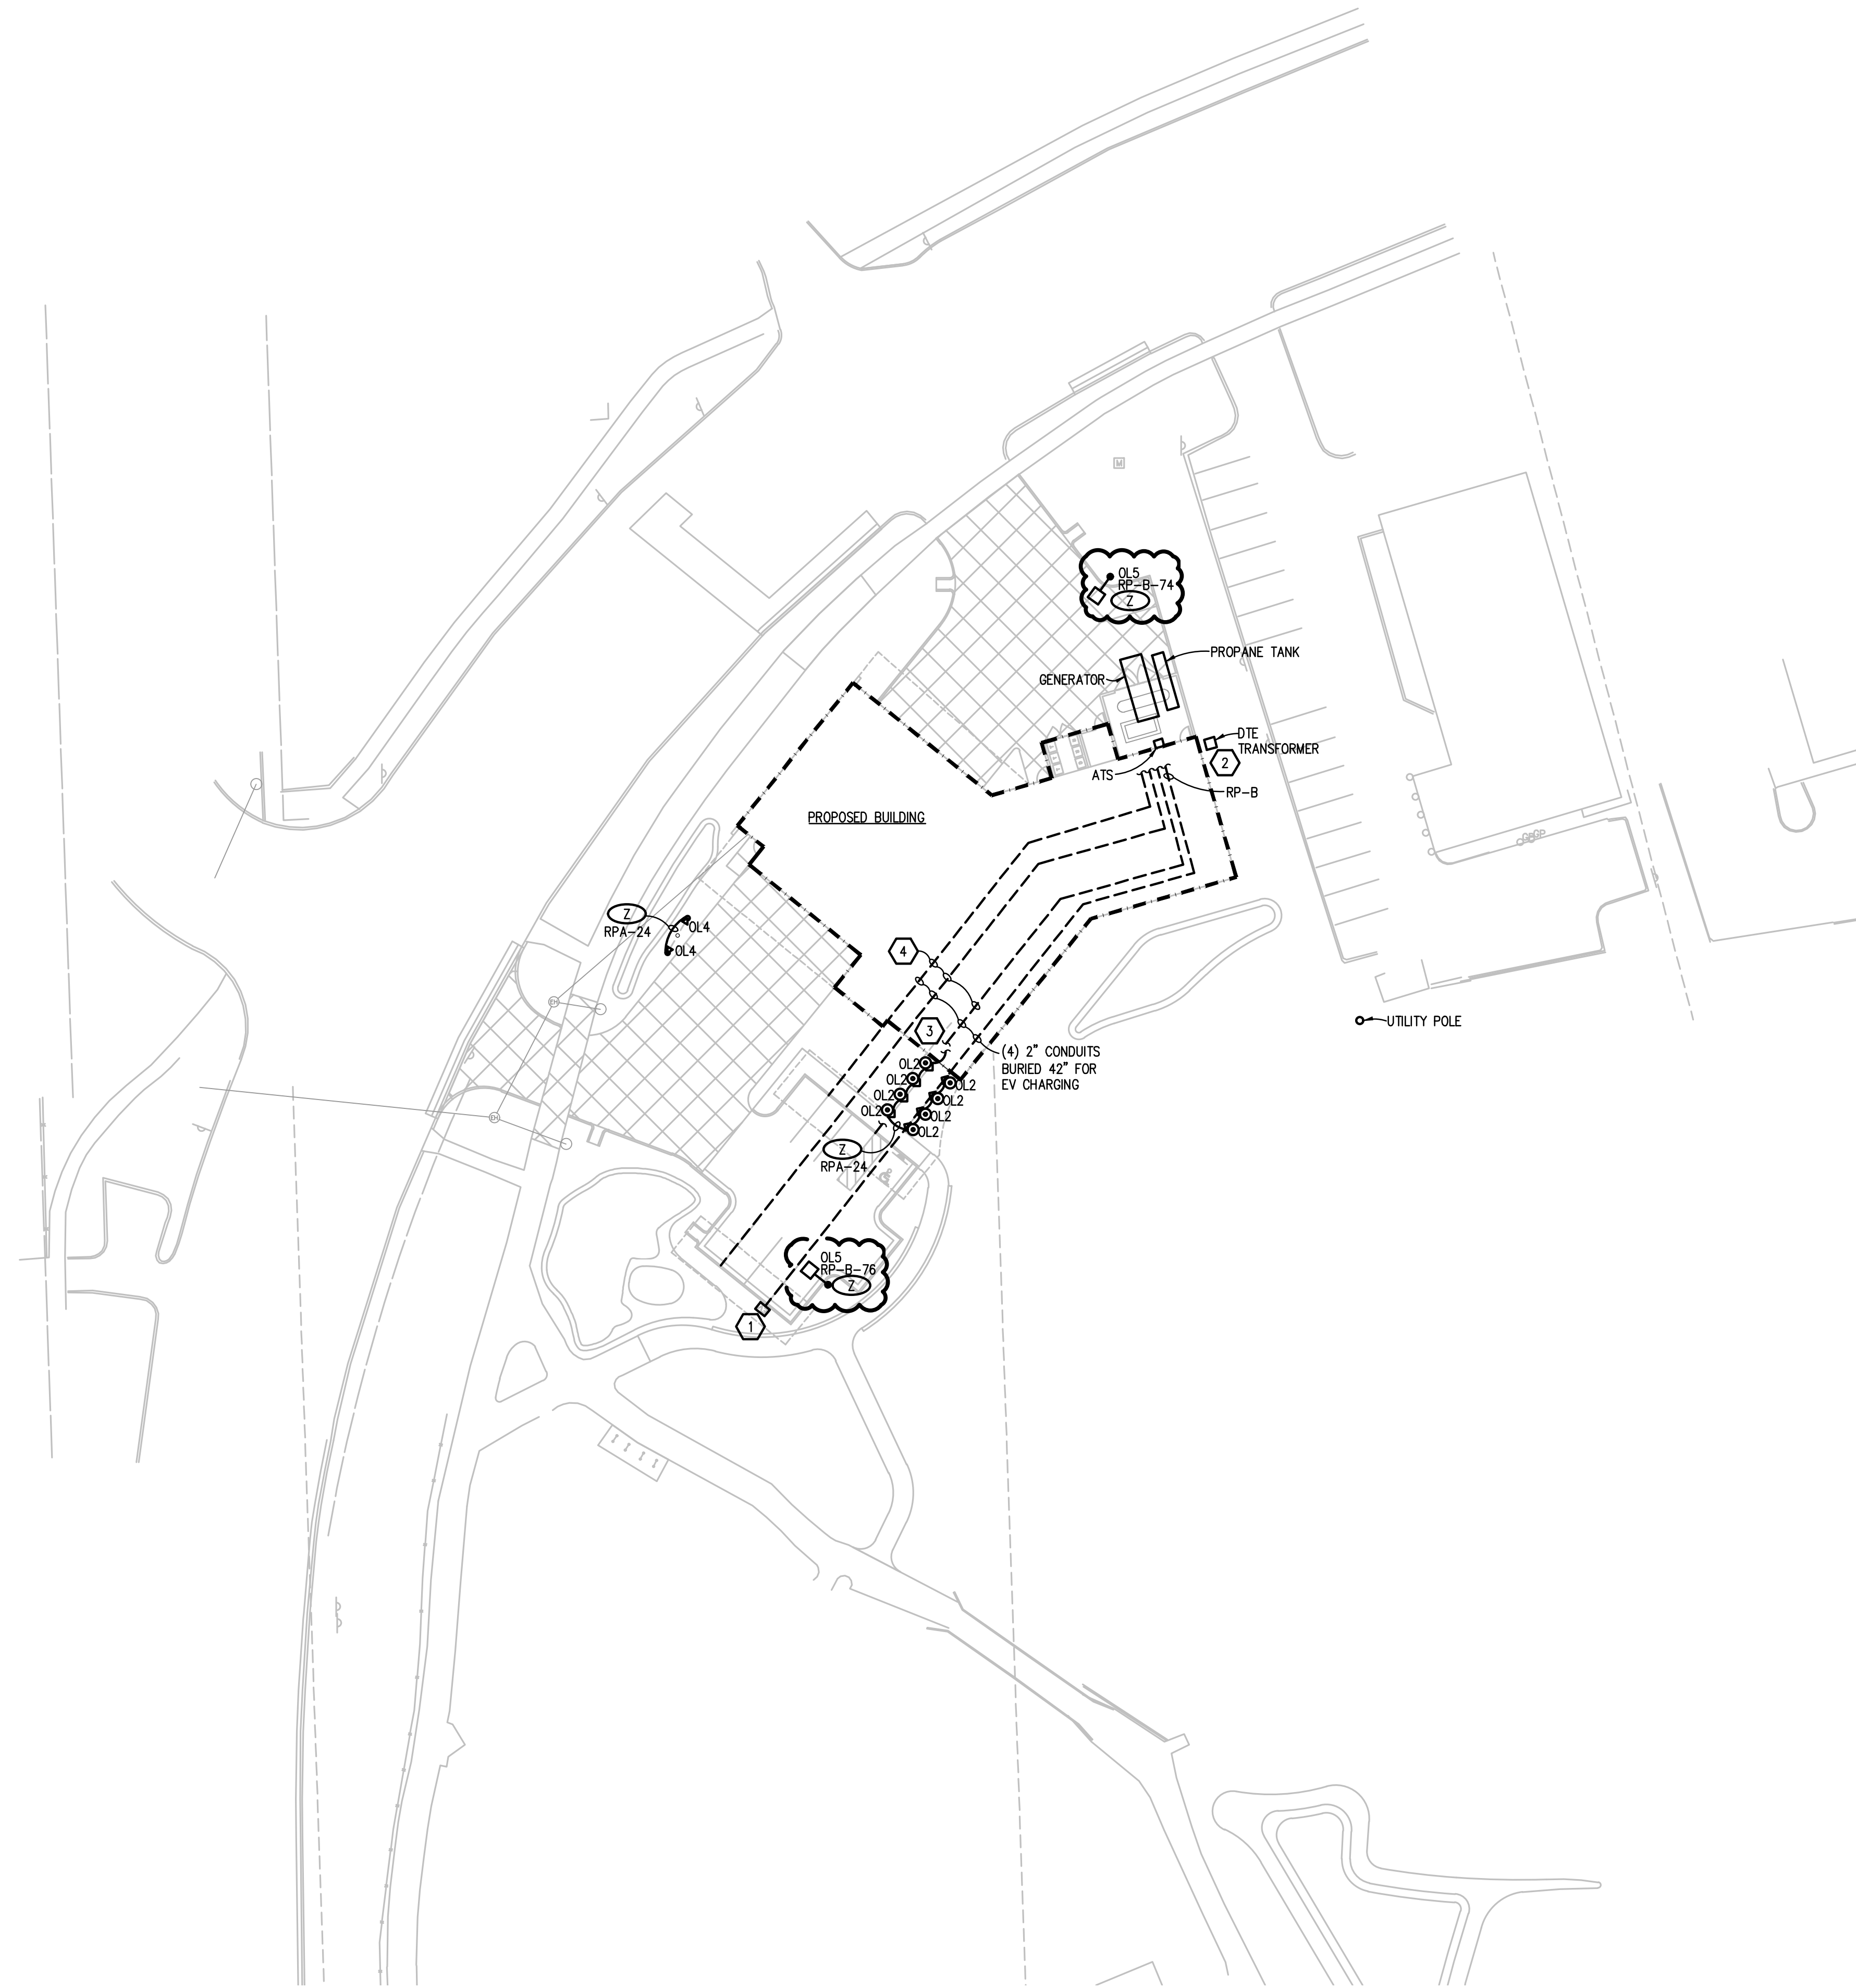 M
OL5
RP-B-74
Z
PROPANE TANK
GENERATOR
DTE
TRANSFORMER
2
ATS
RP-B
PROPOSED BUILDING
Z
RPA-24
OL4
OL4
4
UTILITY POLE
3
(4) 2" CONDUITS
BURIED 42" FOR
EV CHARGING
OL2
OL2
OL2
OL2
OL2
OL2
OL2
OL2
Z
RPA-24
OL5
RP-B-76
Z
1